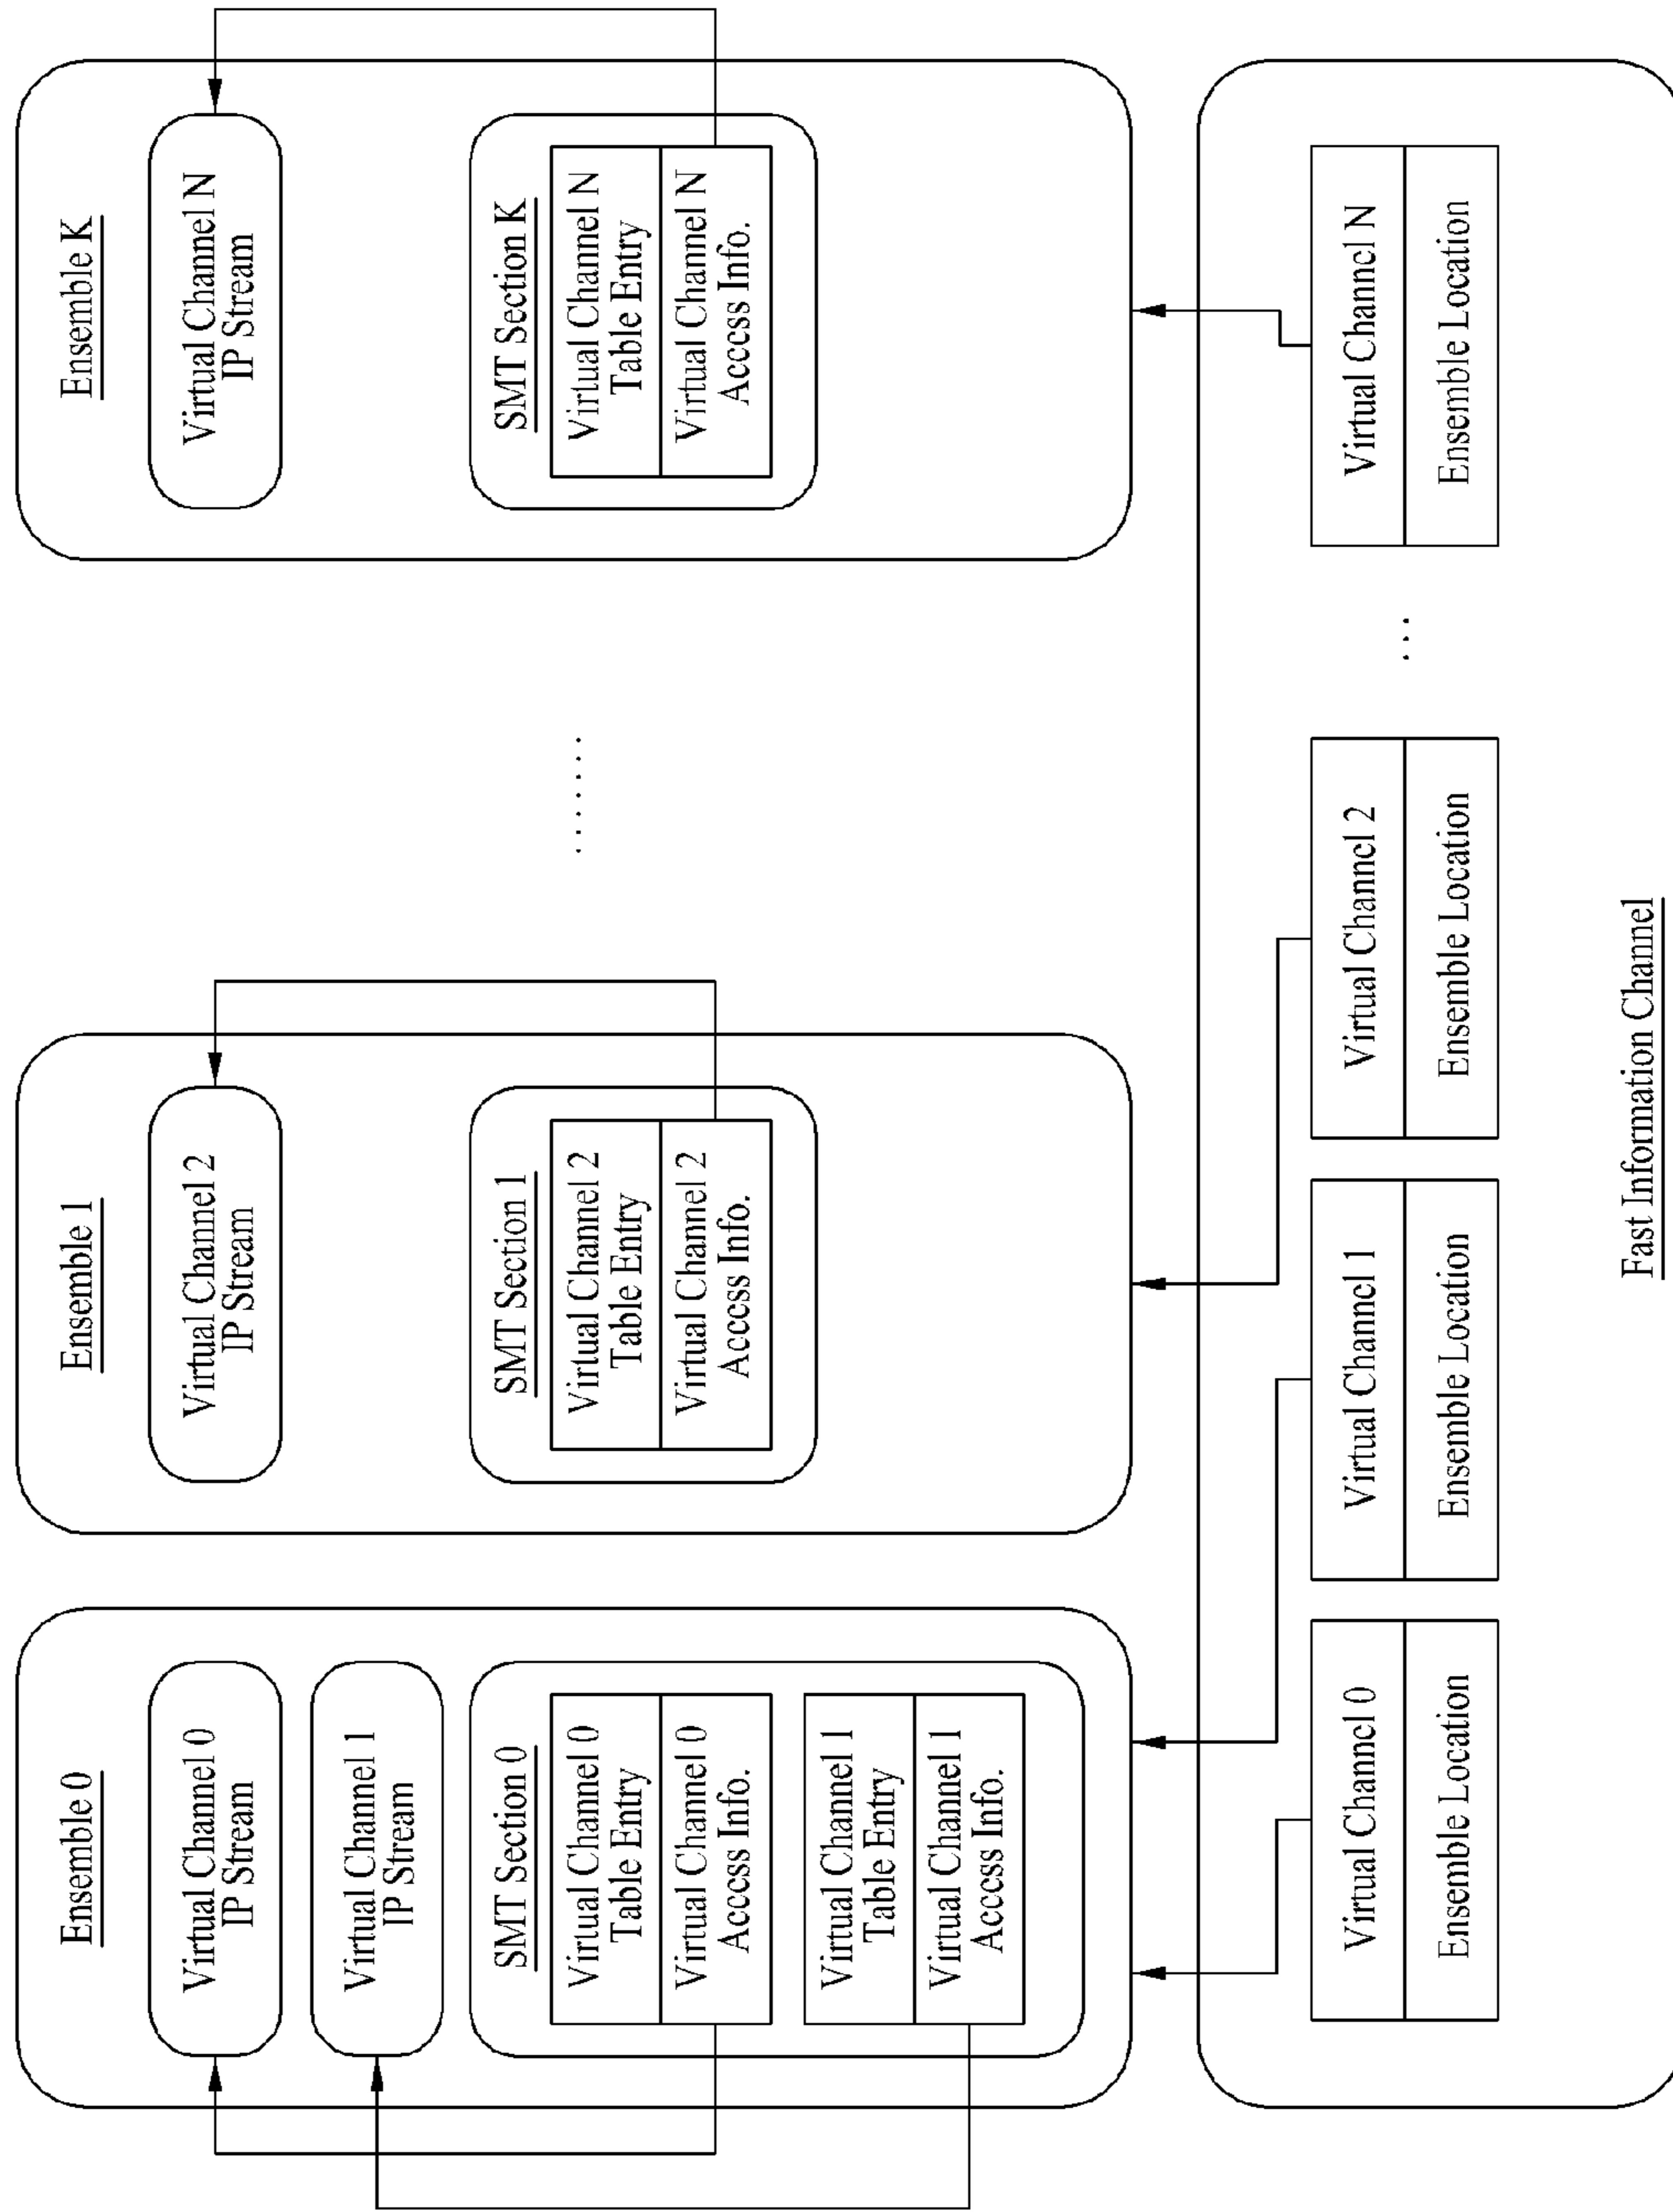 Ensemble 0
Virtual Channel 0
IP Stream
Virtual Channel 1
IP Stream
SMT Section 0
Virtual Channel 0
Table Entry
Virtual Channel 0
Access Info.
Virtual Channel 1
Table Entry
Virtual Channel 1
Access Info.
Ensemble 1
Virtual Channel 2
IP Stream
SMT Section 1
Virtual Channel 2
Table Entry
Virtual Channel 2
Access Info.
.......
Ensemble K
Virtual Channel N
IP Stream
SMT Section K
Virtual Channel N
Table Entry
Virtual Channel N
Access Info.
Virtual Channel 0
Ensemble Location
Virtual Channel 1
Ensemble Location
Virtual Channel 2
Ensemble Location
...
Virtual Channel N
Ensemble Location
Fast Information Channel